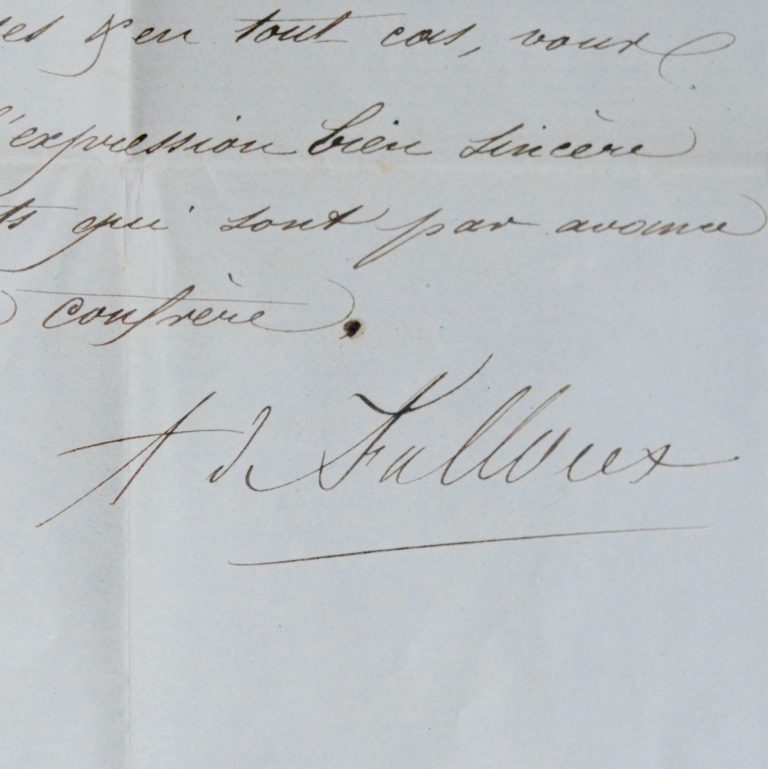 es & en tout cas, vous
l'expression bien sincère
ts qui sont par avance
confrère.
A de Falloux